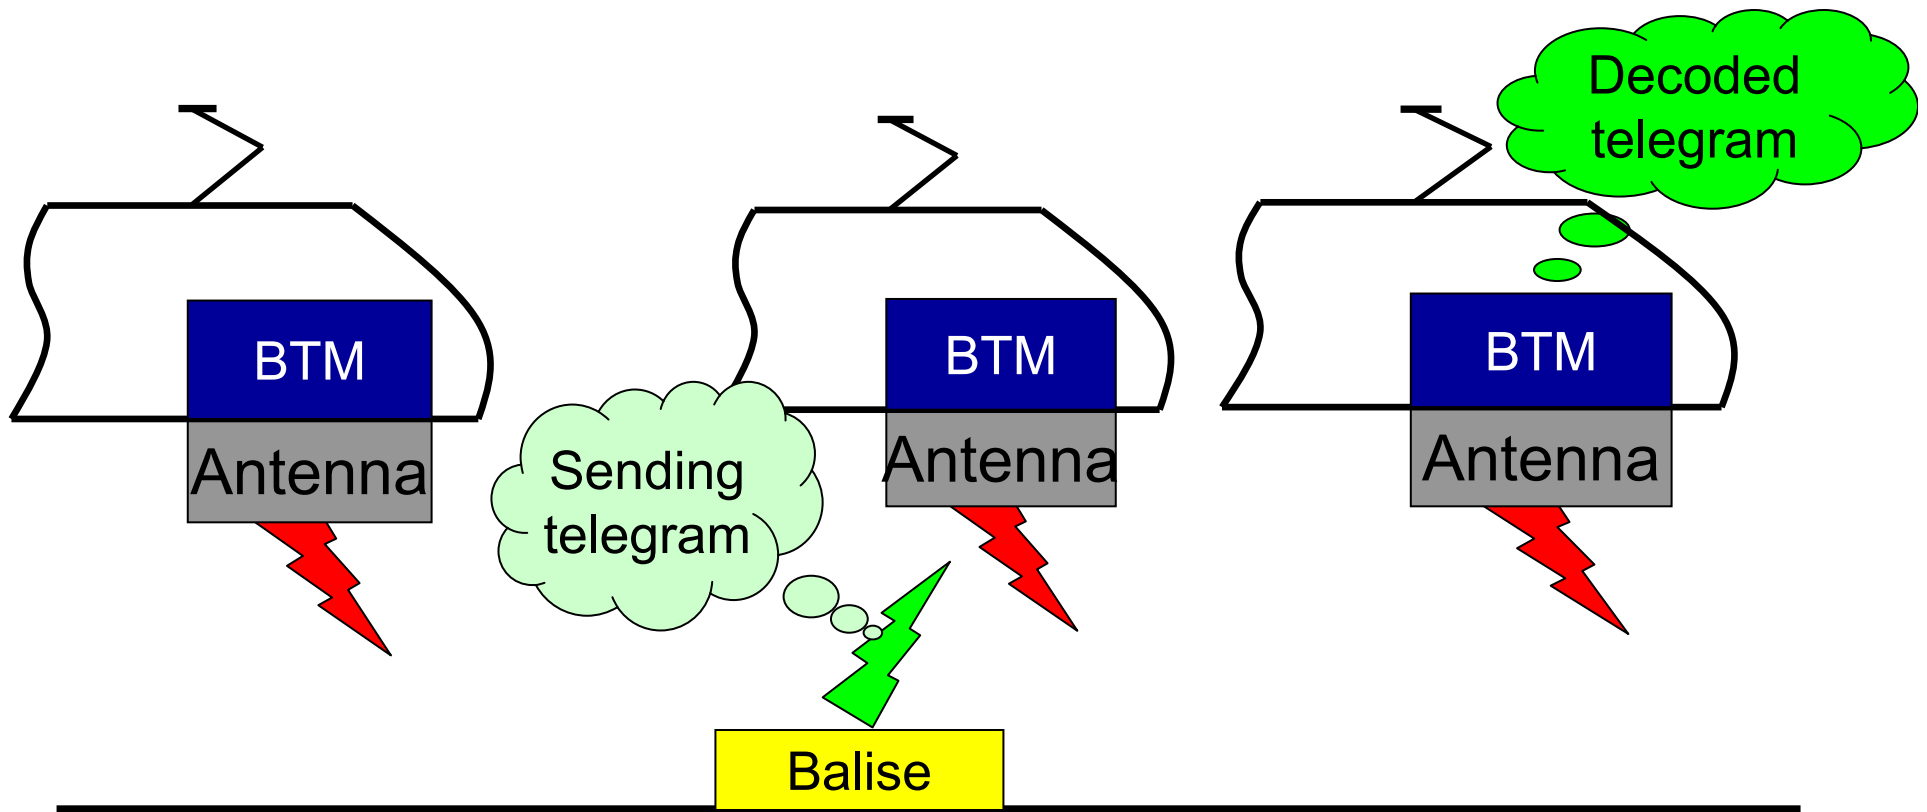 Decoded
telegram
BTM
Antenna
Sending
telegram
BTM
Antenna
BTM
Antenna
Balise